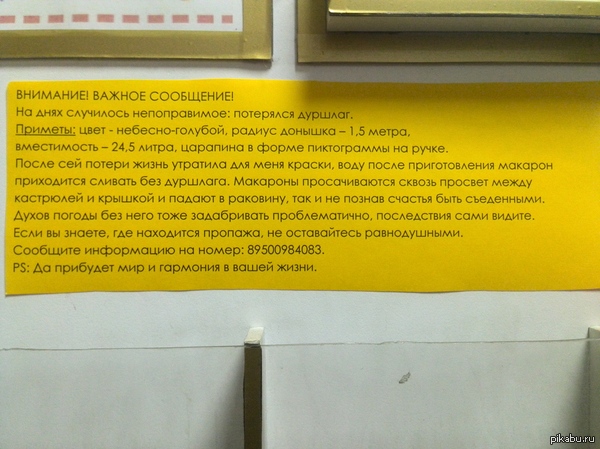 ВНИМАНИЕ! ВАЖНОЕ СООБЩЕНИЕ!
На днях случилось непоправимое: потерялся дуршлаг.
Приметы: цвет - небесно-голубой, радиус донышка – 1,5 метра,
вместимость – 24,5 литра, царапина в форме пиктограммы на ручке.
После сей потери жизнь утратила для меня краски, воду после приготовления макарон
приходится сливать без дуршлага. Макароны просачиваются сквозь просвет между
кастрюлей и крышкой и падают в раковину, так и не познав счастья быть съеденными.
Духов погоды без него тоже задабривать проблематично, последствия сами видите.
Если вы знаете, где находится пропажа, не оставайтесь равнодушными.
Сообщите информацию на номер: 89500984083.
PS: Да прибудет мир и гармония в вашей жизни.
pikabu.ru